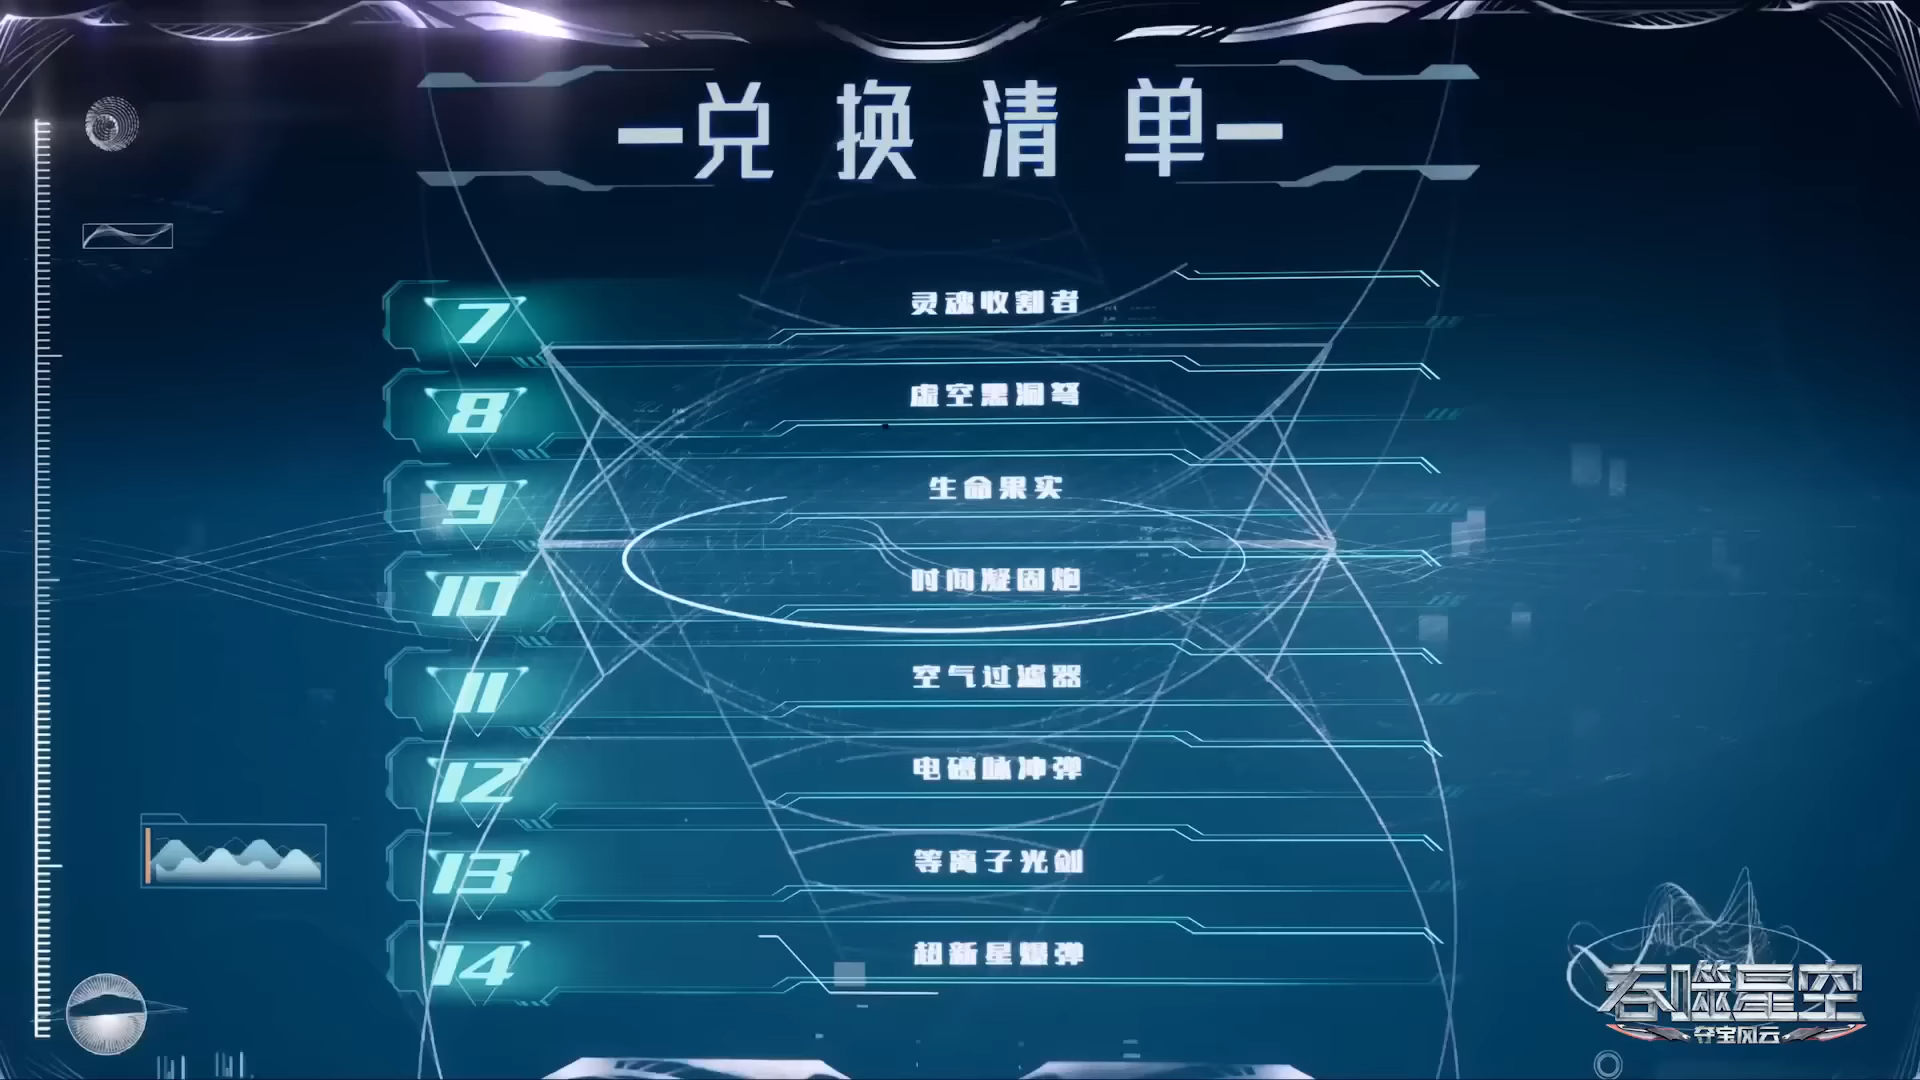 兑换清单
7 灵魂收割者
8 虚空黑洞弩
9 生命果实
10 时间凝固炮
11 空气过滤器
12 电磁脉冲弹
13 等离子光剑
14 超新星爆弹
吞噬星空
夺宝风云